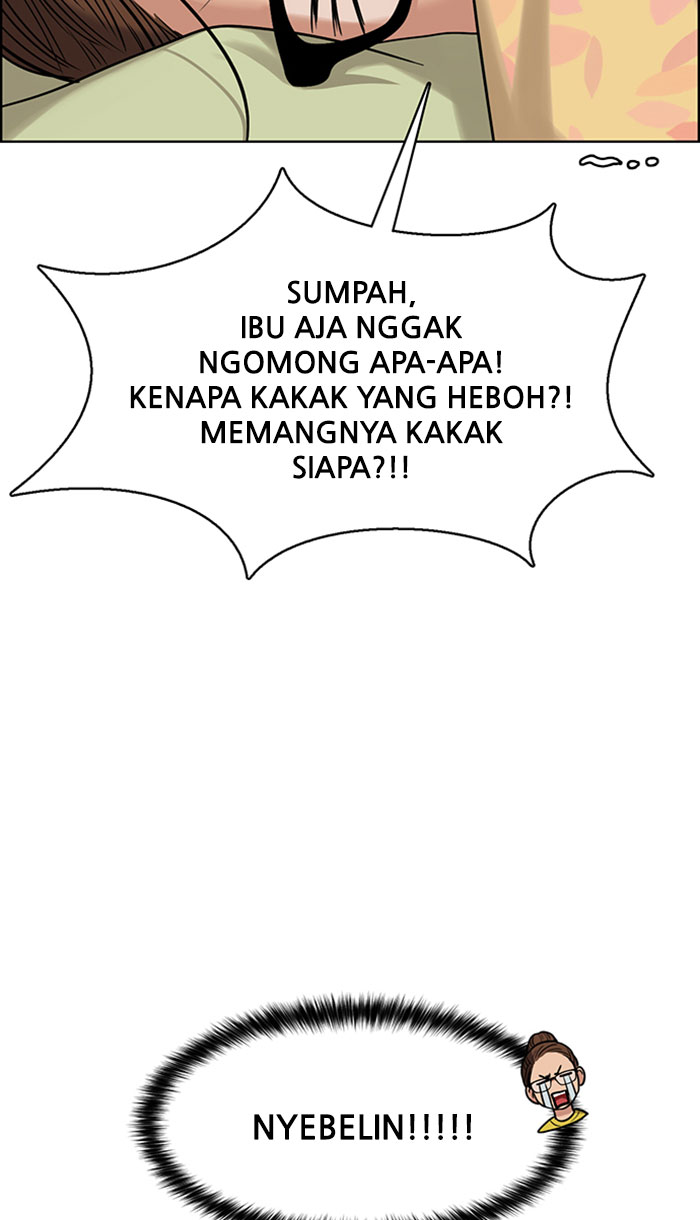 SUMPAH,
IBU AJA NGGAK
NGOMONG APA-APA!
KENAPA KAKAK YANG HEBOH?!
MEMANGNYA KAKAK
SIAPA?!!
NYEBELIN!!!!!